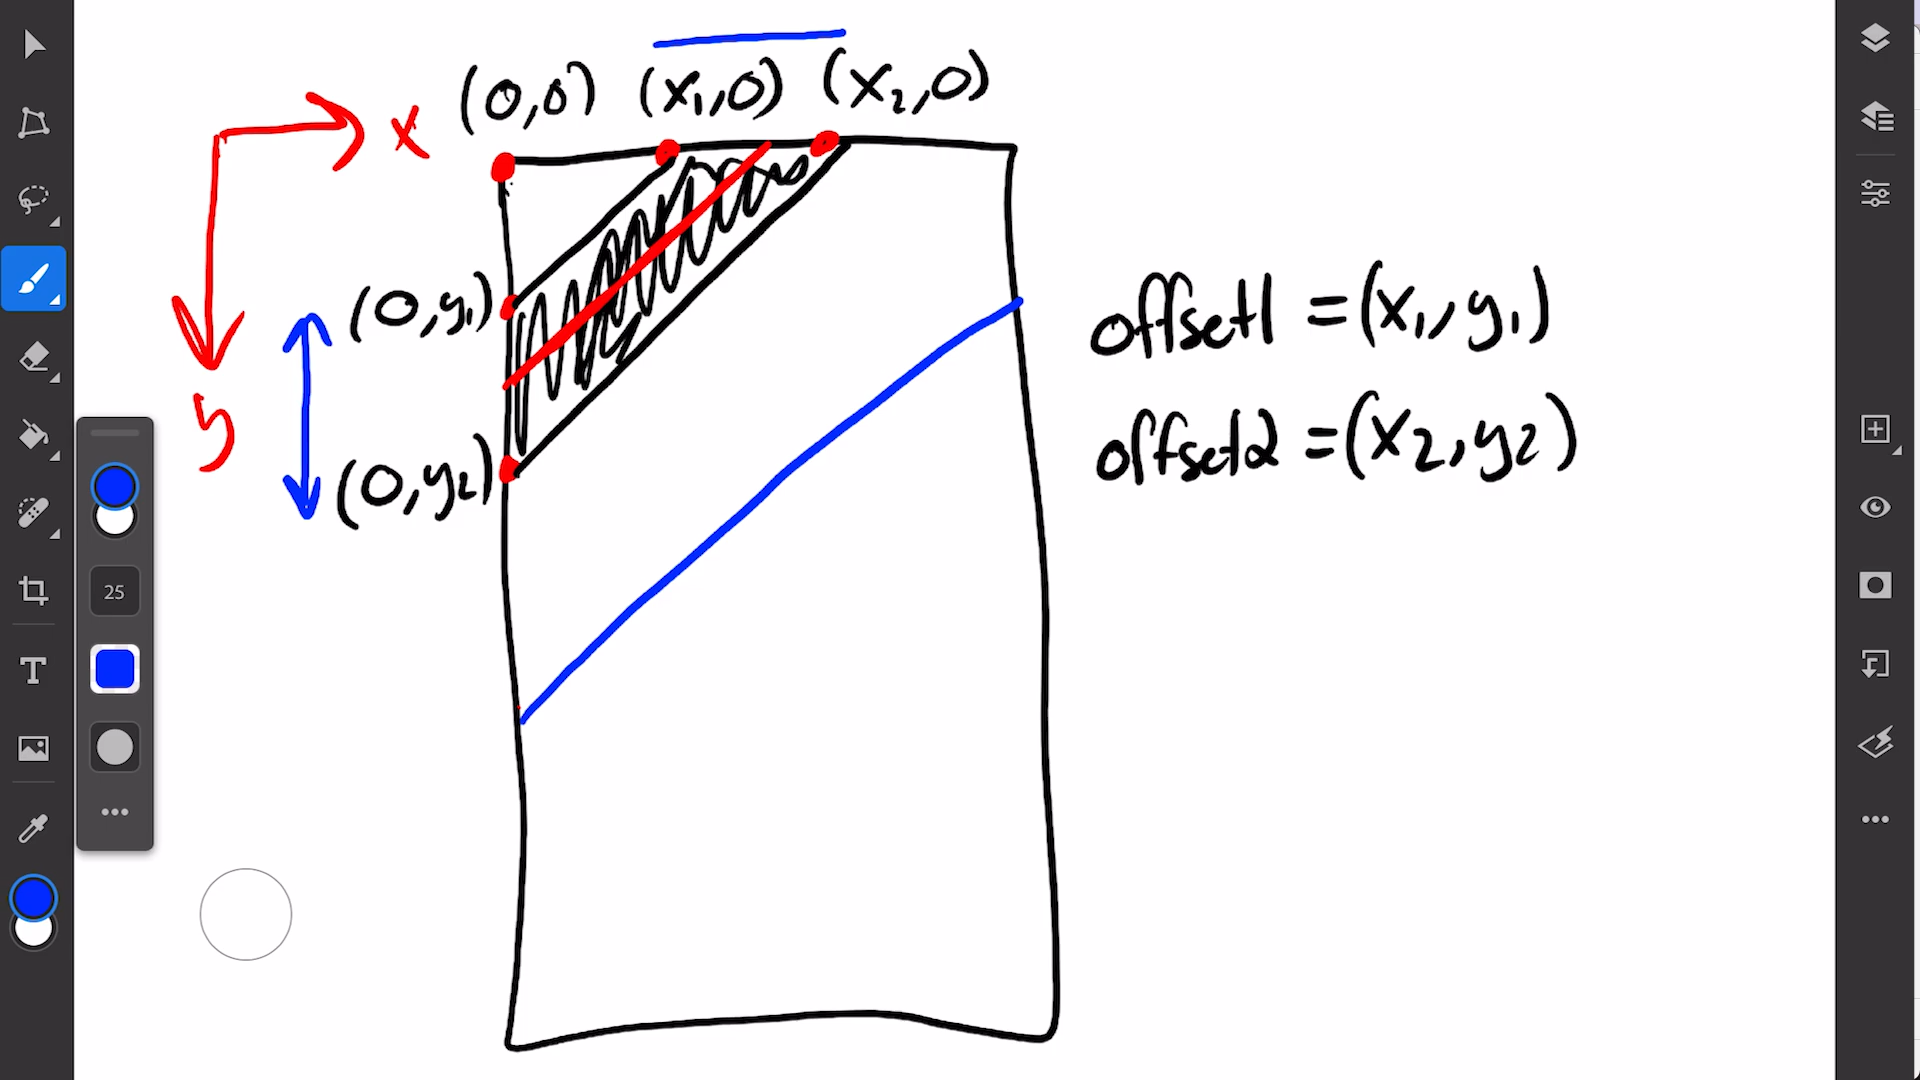 (0,0) (x₁,0) (x₂,0)
x
(0,y₁)
offset1 = (x₁,y₁)
y
offset2 = (x₂,y₂)
(0,y₂)
25
T